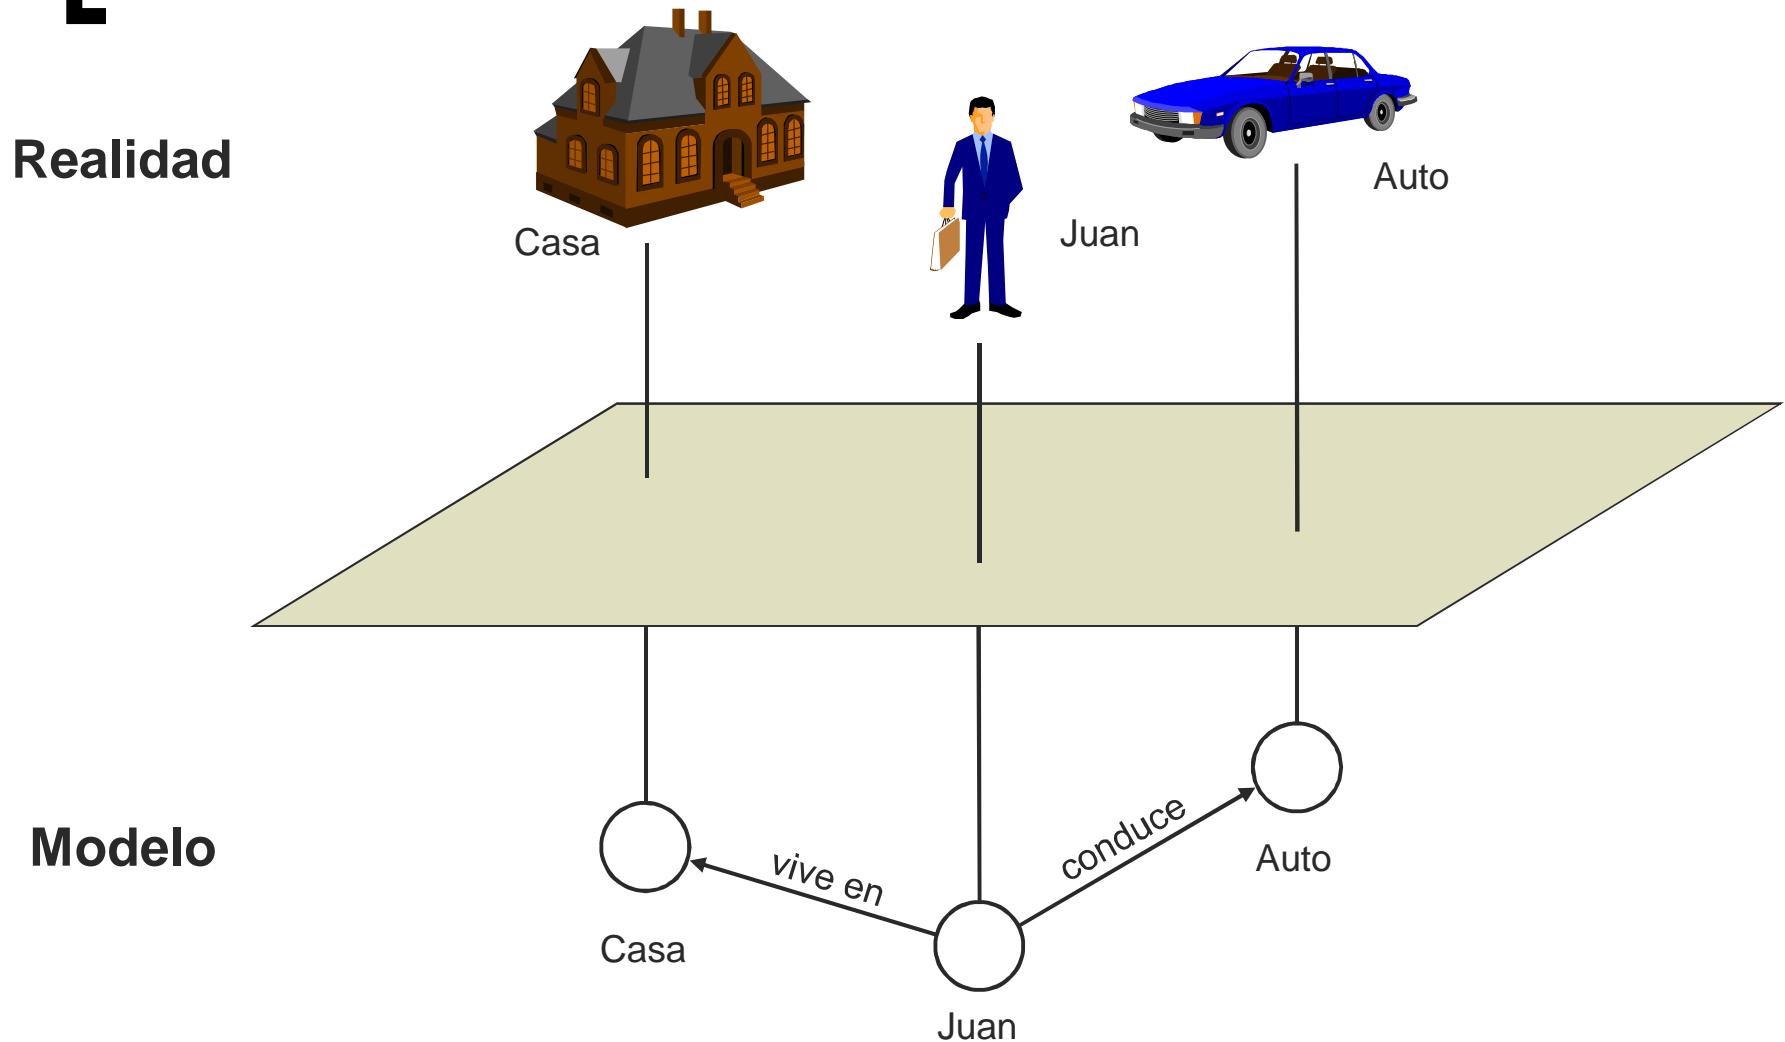 Realidad
Casa
Juan
Auto
Modelo
vive en
conduce
Auto
Casa
Juan